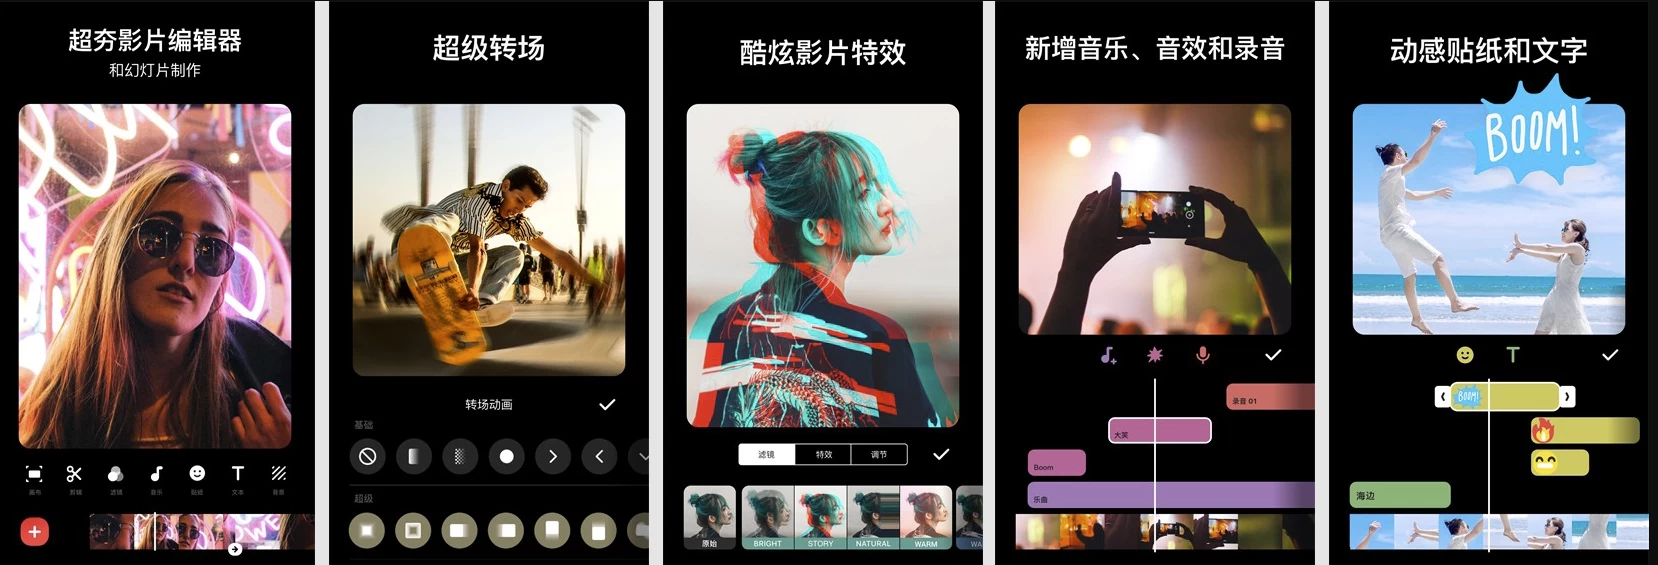 超夯影片编辑器
和幻灯片制作
画布
剪辑
滤镜
音乐
贴纸
文本
背景
超级转场
转场动画
基础
超级
酷炫影片特效
滤镜
特效
调节
原始
BRIGHT
STORY
NATURAL
WARM
WA
新增音乐、音效和录音
录音 01
大笑
Boom
乐曲
动感贴纸和文字
BOOM!
BOOM!
海边